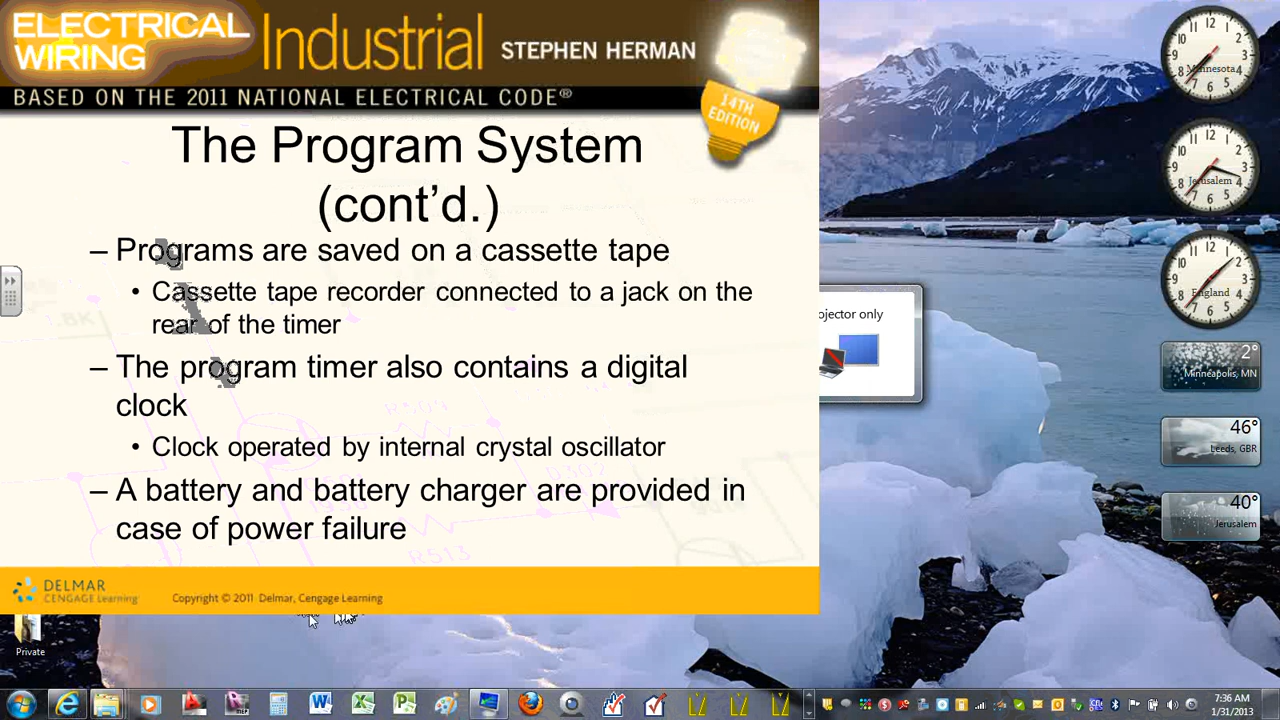 ELECTRICAL
WIRING
Industrial
STEPHEN HERMAN
BASED ON THE 2011 NATIONAL ELECTRICAL CODE®
14TH
EDITION
The Program System
(cont’d.)
– Programs are saved on a cassette tape
• Cassette tape recorder connected to a jack on the
rear of the timer
– The program timer also contains a digital
clock
• Clock operated by internal crystal oscillator
– A battery and battery charger are provided in
case of power failure
R513
DELMAR
CENGAGE Learning
Copyright © 2011 Delmar, Cengage Learning
ojector only
Minnesota
Jerusalem
England
2°
Minneapolis, MN
46°
Leeds, GBR
40°
Jerusalem
Private
7:36 AM
1/31/2013